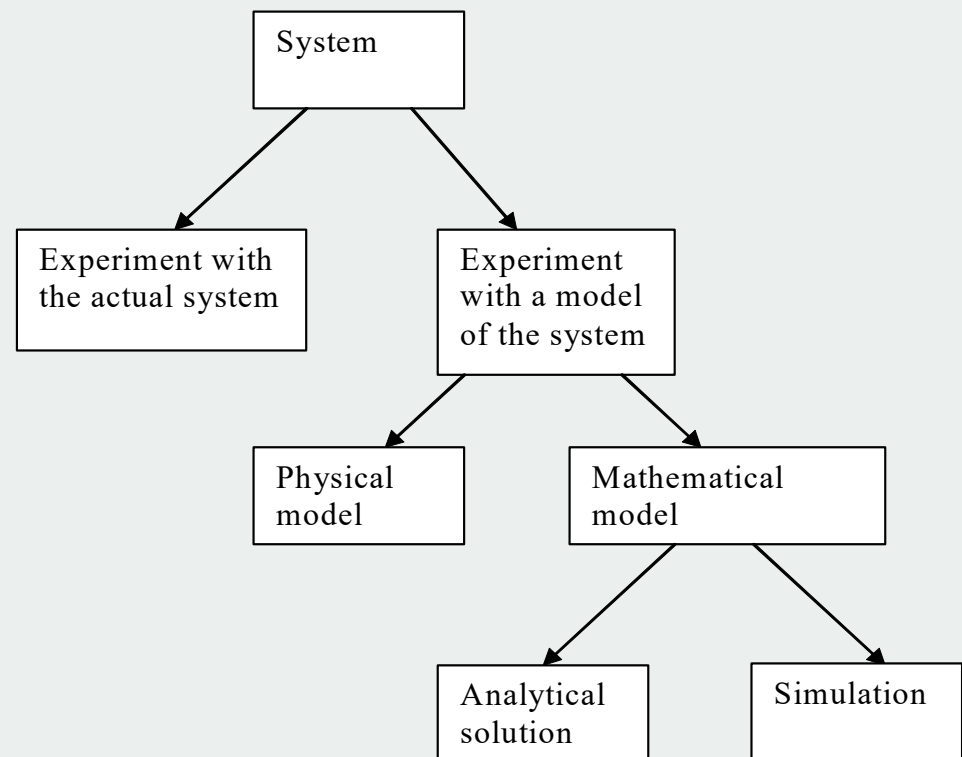 System
Experiment with
the actual system
Experiment
with a model
of the system
Physical
model
Mathematical
model
Analytical
solution
Simulation